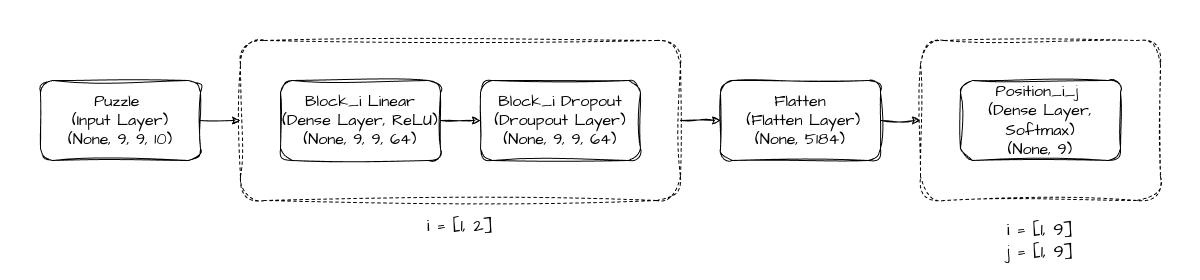 Puzzle
(Input Layer)
(None, 9, 9, 10)
Block_i Linear
(Dense Layer, ReLU)
(None, 9, 9, 64)
Block_i Dropout
(Droupout Layer)
(None, 9, 9, 64)
i = [1, 2]
Flatten
(Flatten Layer)
(None, 5184)
Position_i_j
(Dense Layer,
Softmax)
(None, 9)
i = [1, 9]
j = [1, 9]